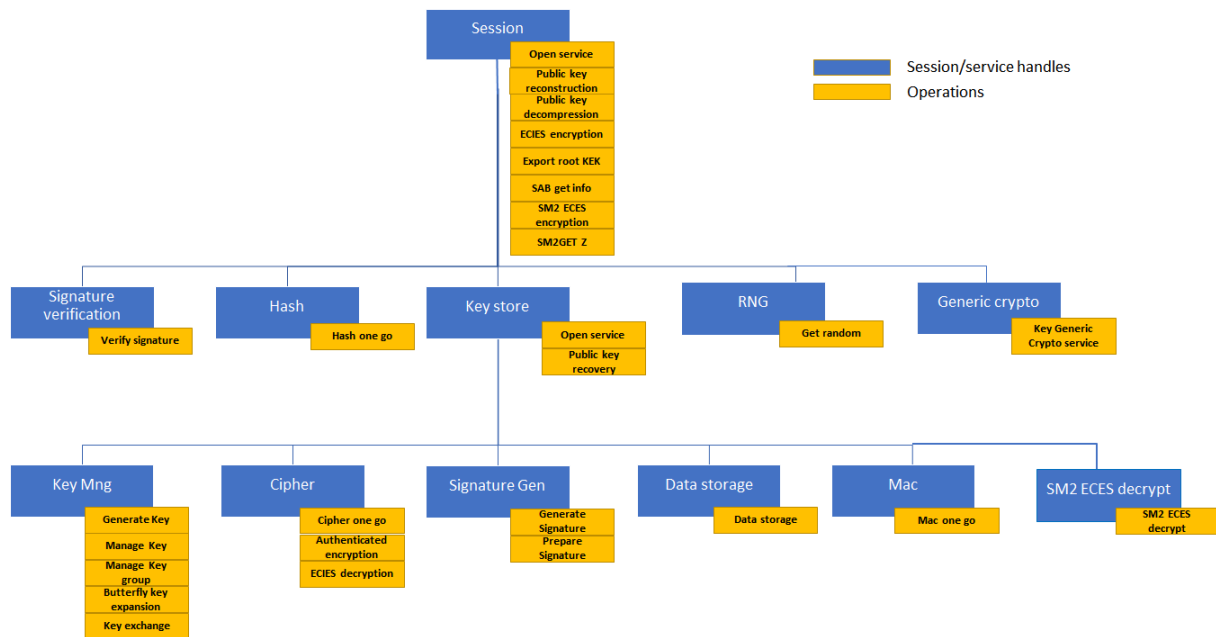 Session
Open service
Public key
reconstruction
Public key
decompression
ECIES encryption
Export root KEK
SAB get info
SM2 ECES
encryption
SM2GET Z
Session/service handles
Operations
Signature
verification
Verify signature
Hash
Hash one go
Key store
Open service
Public key
recovery
RNG
Get random
Generic crypto
Key Generic
Crypto service
Key Mng
Generate Key
Manage Key
Manage Key
group
Butterfly key
expansion
Key exchange
Cipher
Cipher one go
Authenticated
encryption
ECIES decryption
Signature Gen
Generate
Signature
Prepare
Signature
Data storage
Data storage
Mac
Mac one go
SM2 ECES decrypt
SM2 ECES
decrypt